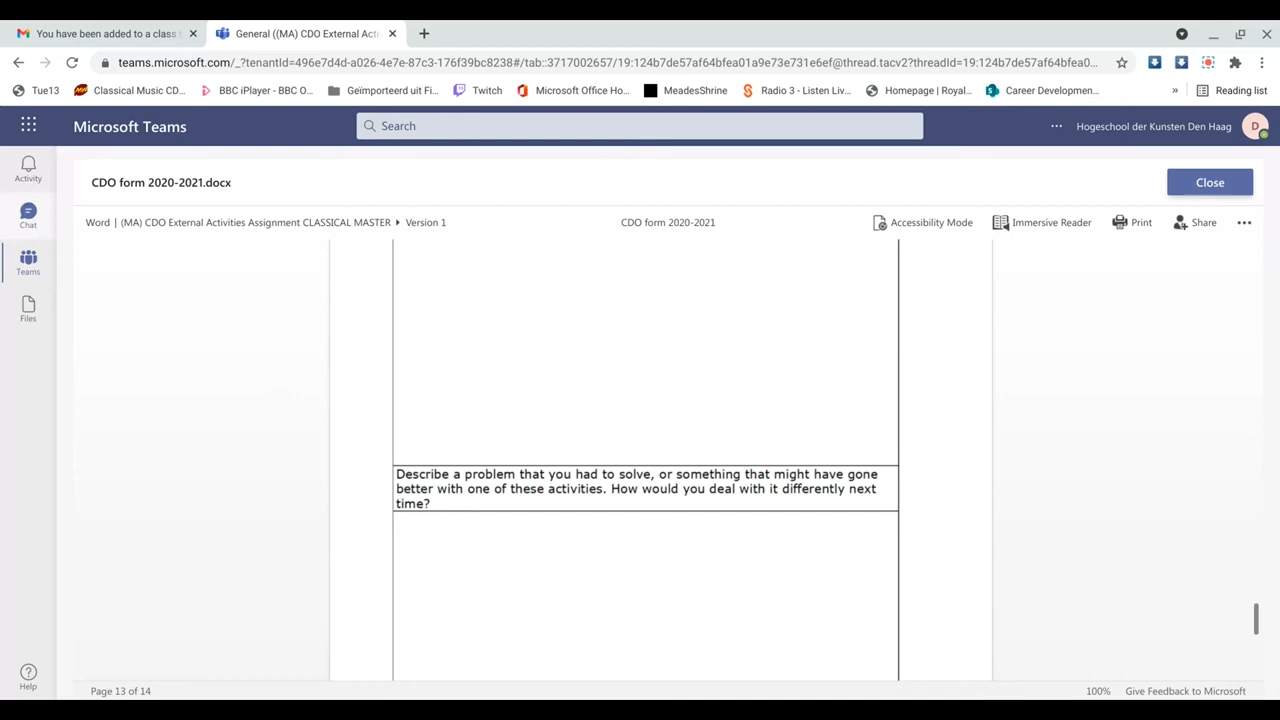 You have been added to a class t
General ((MA) CDO External Acti
teams.microsoft.com/_?tenantId=496e7d4d-a026-4e7e-87c3-176f39b98238#/tab::3717002657/19:124b7de57af64bfea01a9e73e731e6ef@thread.tacv2?threadId=19:124b7de57af64bfea0...
Tue13
Classical Music CD...
BBC iPlayer - BBC O...
Geïmporteerd uit Fi...
Twitch
Microsoft Office Ho...
MeadesShrine
Radio 3 - Listen Liv...
Homepage | Royal...
Career Developmen...
»
Reading list
Microsoft Teams
Search
Hogeschool der Kunsten Den Haag
D
Activity
Chat
Teams
Files
Help
CDO form 2020-2021.docx
Close
Word | (MA) CDO External Activities Assignment CLASSICAL MASTER ▸ Version 1
CDO form 2020-2021
Accessibility Mode
Immersive Reader
Print
Share
Describe a problem that you had to solve, or something that might have gone
better with one of these activities. How would you deal with it differently next
time?
Page 13 of 14
100%
Give Feedback to Microsoft